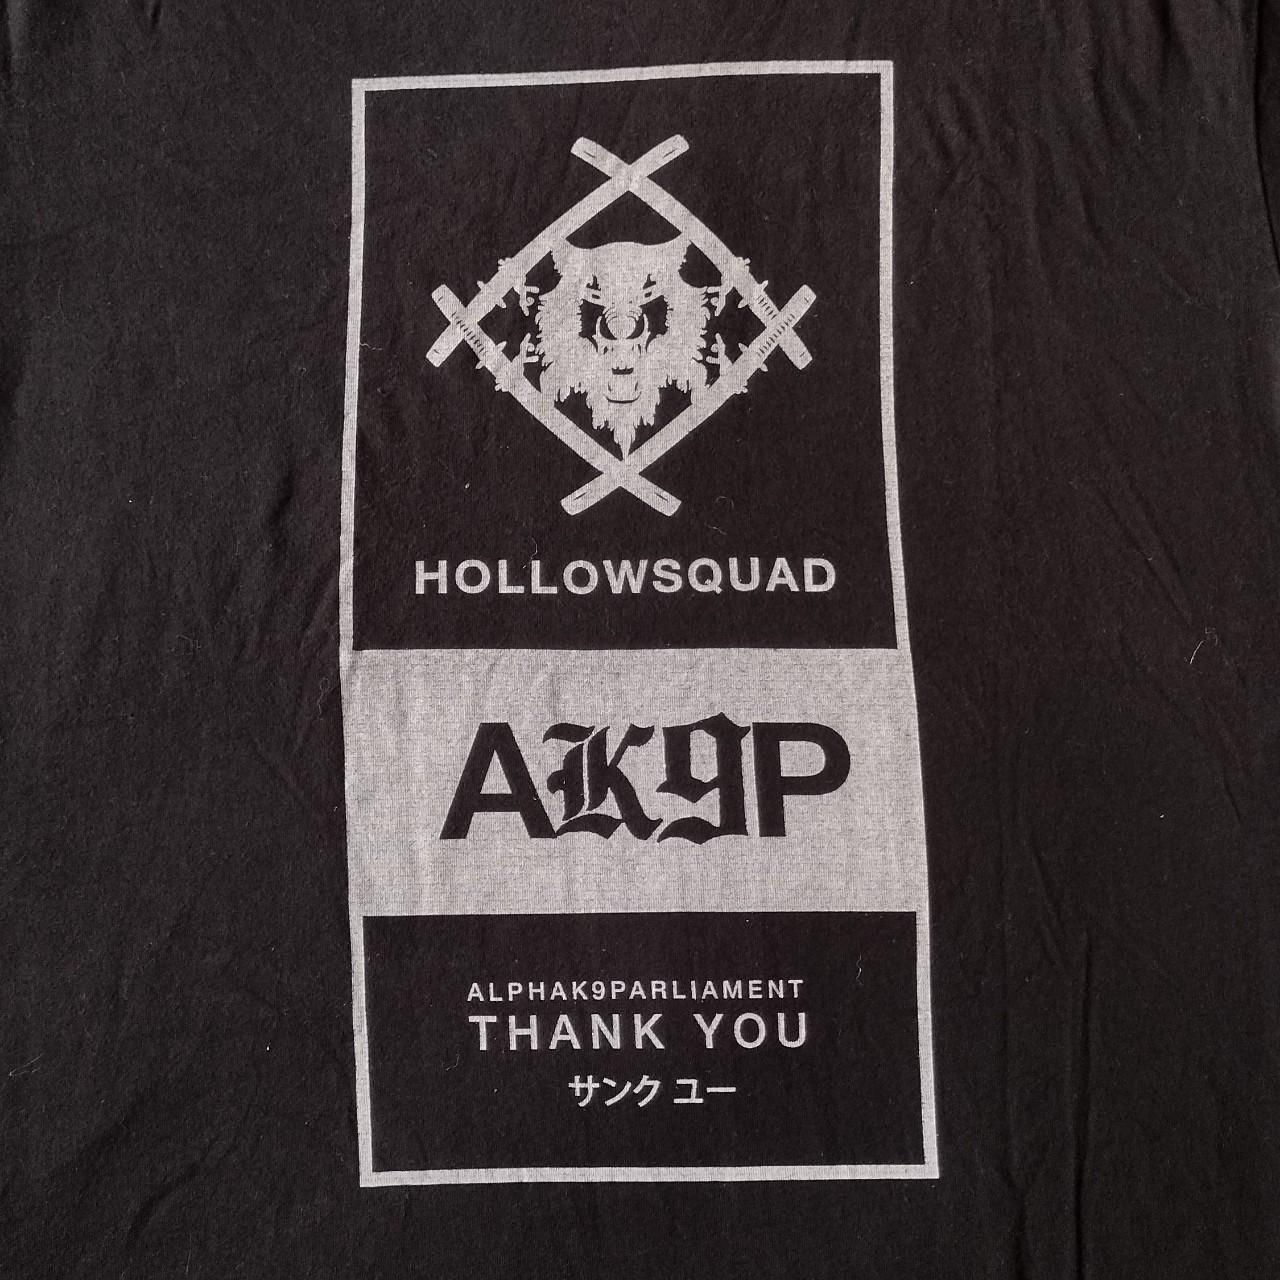 HOLLOWSQUAD
AK9P
ALPHAK9PARLIAMENT
THANK YOU
サンク ユー